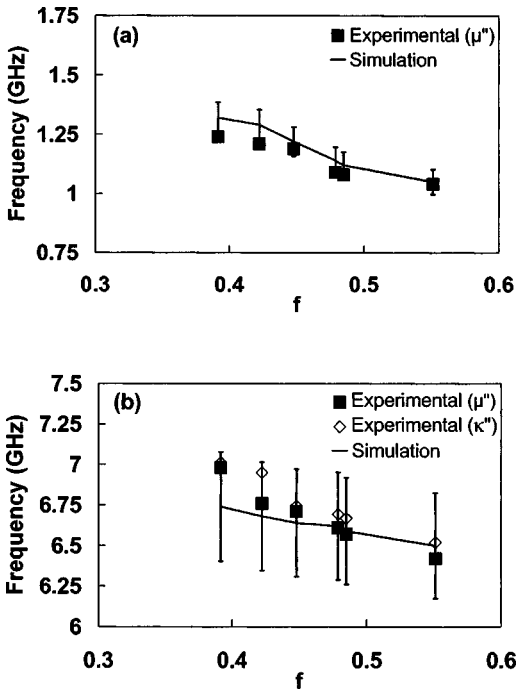 (a)
Experimental (μ")
Simulation
Frequency (GHz)
1.75
1.5
1.25
1
0.75
0.3 0.4 0.5 0.6
f
(b)
Experimental (μ")
Experimental (κ")
Simulation
Frequency (GHz)
7.5
7.25
7
6.75
6.5
6.25
6
0.3 0.4 0.5 0.6
f